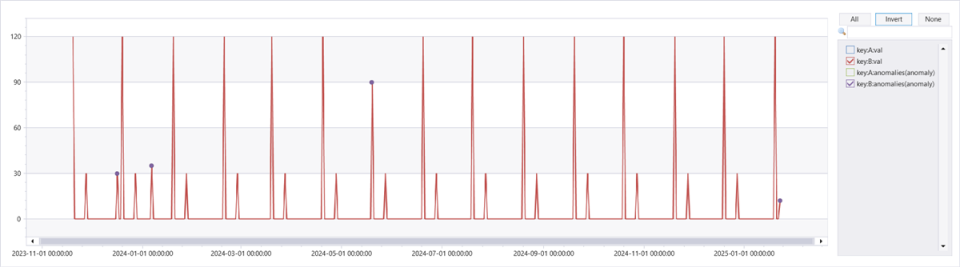 All Invert None
120
90
60
30
0
key:A:val
key:B:val
key:A:anomalies(anomaly)
key:B:anomalies(anomaly)
2023-11-01 00:00:00 2024-01-01 00:00:00 2024-03-01 00:00:00 2024-05-01 00:00:00 2024-07-01 00:00:00 2024-09-01 00:00:00 2024-11-01 00:00:00 2025-01-01 00:00:00